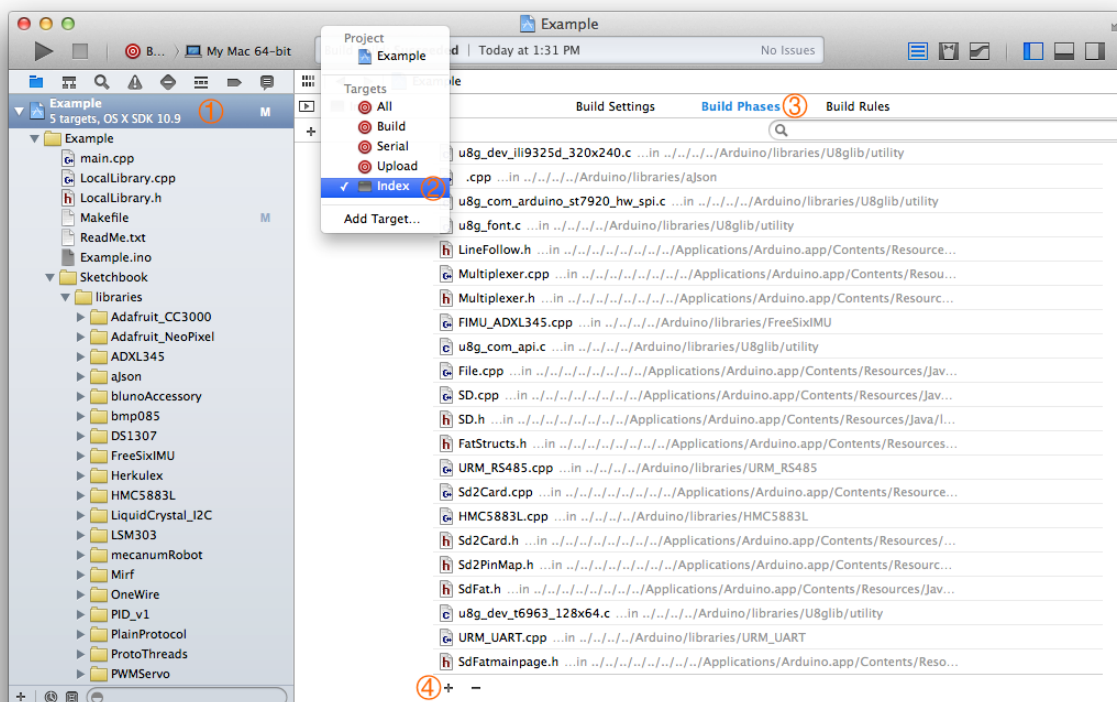 Example
B... My Mac 64-bit
Today at 1:31 PM
No Issues
Project
Example
Targets
All
Build
Serial
Upload
✓ Index ②
Add Target...
Example ① M
5 targets, OS X SDK 10.9
Example
main.cpp
LocalLibrary.cpp
LocalLibrary.h
Makefile M
ReadMe.txt
Example.ino
Sketchbook
libraries
Adafruit_CC3000
Adafruit_NeoPixel
ADXL345
aJson
blunoAccessory
bmp085
DS1307
FreeSixIMU
Herkulex
HMC5883L
LiquidCrystal_I2C
LSM303
mecanumRobot
Mirf
OneWire
PID_v1
PlainProtocol
ProtoThreads
PWMServo
Build Settings Build Phases ③ Build Rules
u8g_dev_ili9325d_320x240.c ...in ../../../../Arduino/libraries/U8glib/utility
.cpp ...in ../../../../Arduino/libraries/aJson
u8g_com_arduino_st7920_hw_spi.c ...in ../../../../Arduino/libraries/U8glib/utility
u8g_font.c ...in ../../../../Arduino/libraries/U8glib/utility
LineFollow.h ...in ../../../../../../../Applications/Arduino.app/Contents/Resource...
Multiplexer.cpp ...in ../../../../../../../Applications/Arduino.app/Contents/Resou...
Multiplexer.h ...in ../../../../../../../Applications/Arduino.app/Contents/Resourc...
FIMU_ADXL345.cpp ...in ../../../../Arduino/libraries/FreeSixIMU
u8g_com_api.c ...in ../../../../Arduino/libraries/U8glib/utility
File.cpp ...in ../../../../../../../Applications/Arduino.app/Contents/Resources/Jav...
SD.cpp ...in ../../../../../../../Applications/Arduino.app/Contents/Resources/Jav...
SD.h ...in ../../../../../../../Applications/Arduino.app/Contents/Resources/Java/l...
FatStructs.h ...in ../../../../../../../Applications/Arduino.app/Contents/Resources...
URM_RS485.cpp ...in ../../../../Arduino/libraries/URM_RS485
Sd2Card.cpp ...in ../../../../../../../Applications/Arduino.app/Contents/Resource...
HMC5883L.cpp ...in ../../../../Arduino/libraries/HMC5883L
Sd2Card.h ...in ../../../../../../../Applications/Arduino.app/Contents/Resources/...
Sd2PinMap.h ...in ../../../../../../../Applications/Arduino.app/Contents/Resourc...
SdFat.h ...in ../../../../../../../Applications/Arduino.app/Contents/Resources/Jav...
u8g_dev_t6963_128x64.c ...in ../../../../Arduino/libraries/U8glib/utility
URM_UART.cpp ...in ../../../../Arduino/libraries/URM_UART
SdFatmainpage.h ...in ../../../../../../../Applications/Arduino.app/Contents/Reso...
④ + −